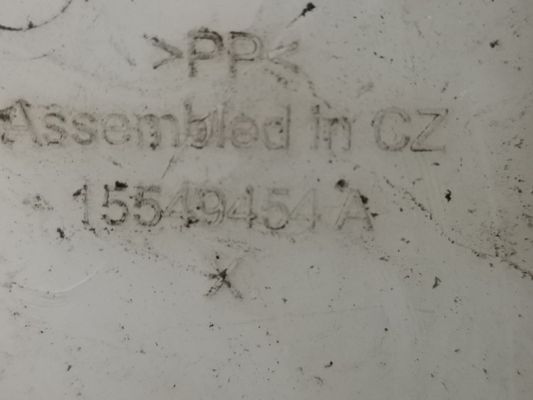 >PP<
Assembled in CZ
15549454 A
X